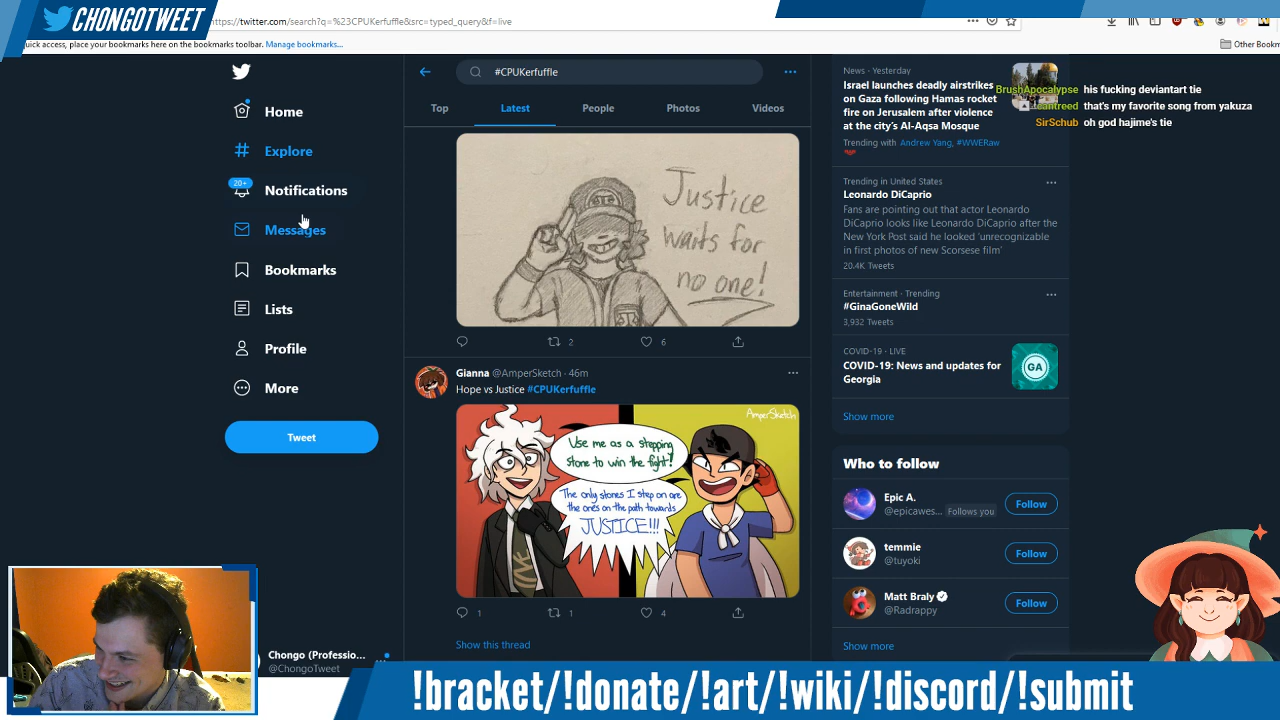 CHONGOTWEET
https://twitter.com/search?q=%23CPUKerfuffle&src=typed_query&f=live
quick access, place your bookmarks here on the bookmarks toolbar. Manage bookmarks...
Other Bookm
Home
Explore
20+
Notifications
Messages
Bookmarks
Lists
Profile
More
Tweet
Chongo (Professio...
@ChongoTweet
#CPUKerfuffle
Top
Latest
People
Photos
Videos
Justice
waits for
no one!
2
6
Gianna @AmperSketch · 46m
Hope vs Justice #CPUKerfuffle
AmperSketch
Use me as a stepping
stone to win the fight!
The only stones I step on are
the ones on the path towards
JUSTICE!!!
1
1
4
Show this thread
News · Yesterday
Israel launches deadly airstrikes
on Gaza following Hamas rocket
fire on Jerusalem after violence
at the city's Al-Aqsa Mosque
Trending with Andrew Yang, #WWERaw
BrushApocalypse his fucking deviantart tie
that's my favorite song from yakuza
SirSchub oh god hajime's tie
Trending in United States
Leonardo DiCaprio
Fans are pointing out that actor Leonardo
DiCaprio looks like Leonardo DiCaprio after the
New York Post said he looked 'unrecognizable
in first photos of new Scorsese film'
20.4K Tweets
Entertainment · Trending
#GinaGoneWild
3,932 Tweets
COVID-19 · LIVE
COVID-19: News and updates for
Georgia
GA
Show more
Who to follow
Epic A.
@epicawes... Follows you
Follow
temmie
@tuyoki
Follow
Matt Braly
@Radrappy
Follow
Show more
!bracket/!donate/!art/!wiki/!discord/!submit